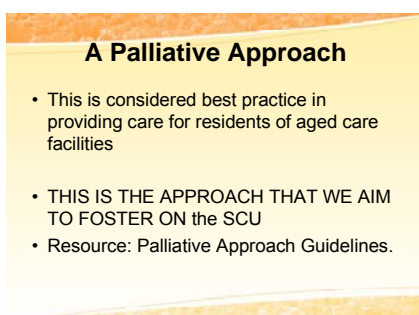 A Palliative Approach
• This is considered best practice in
providing care for residents of aged care
facilities
• THIS IS THE APPROACH THAT WE AIM
TO FOSTER ON the SCU
• Resource: Palliative Approach Guidelines.